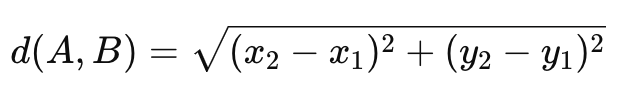 d(A, B) = √(x₂ − x₁)² + (y₂ − y₁)²